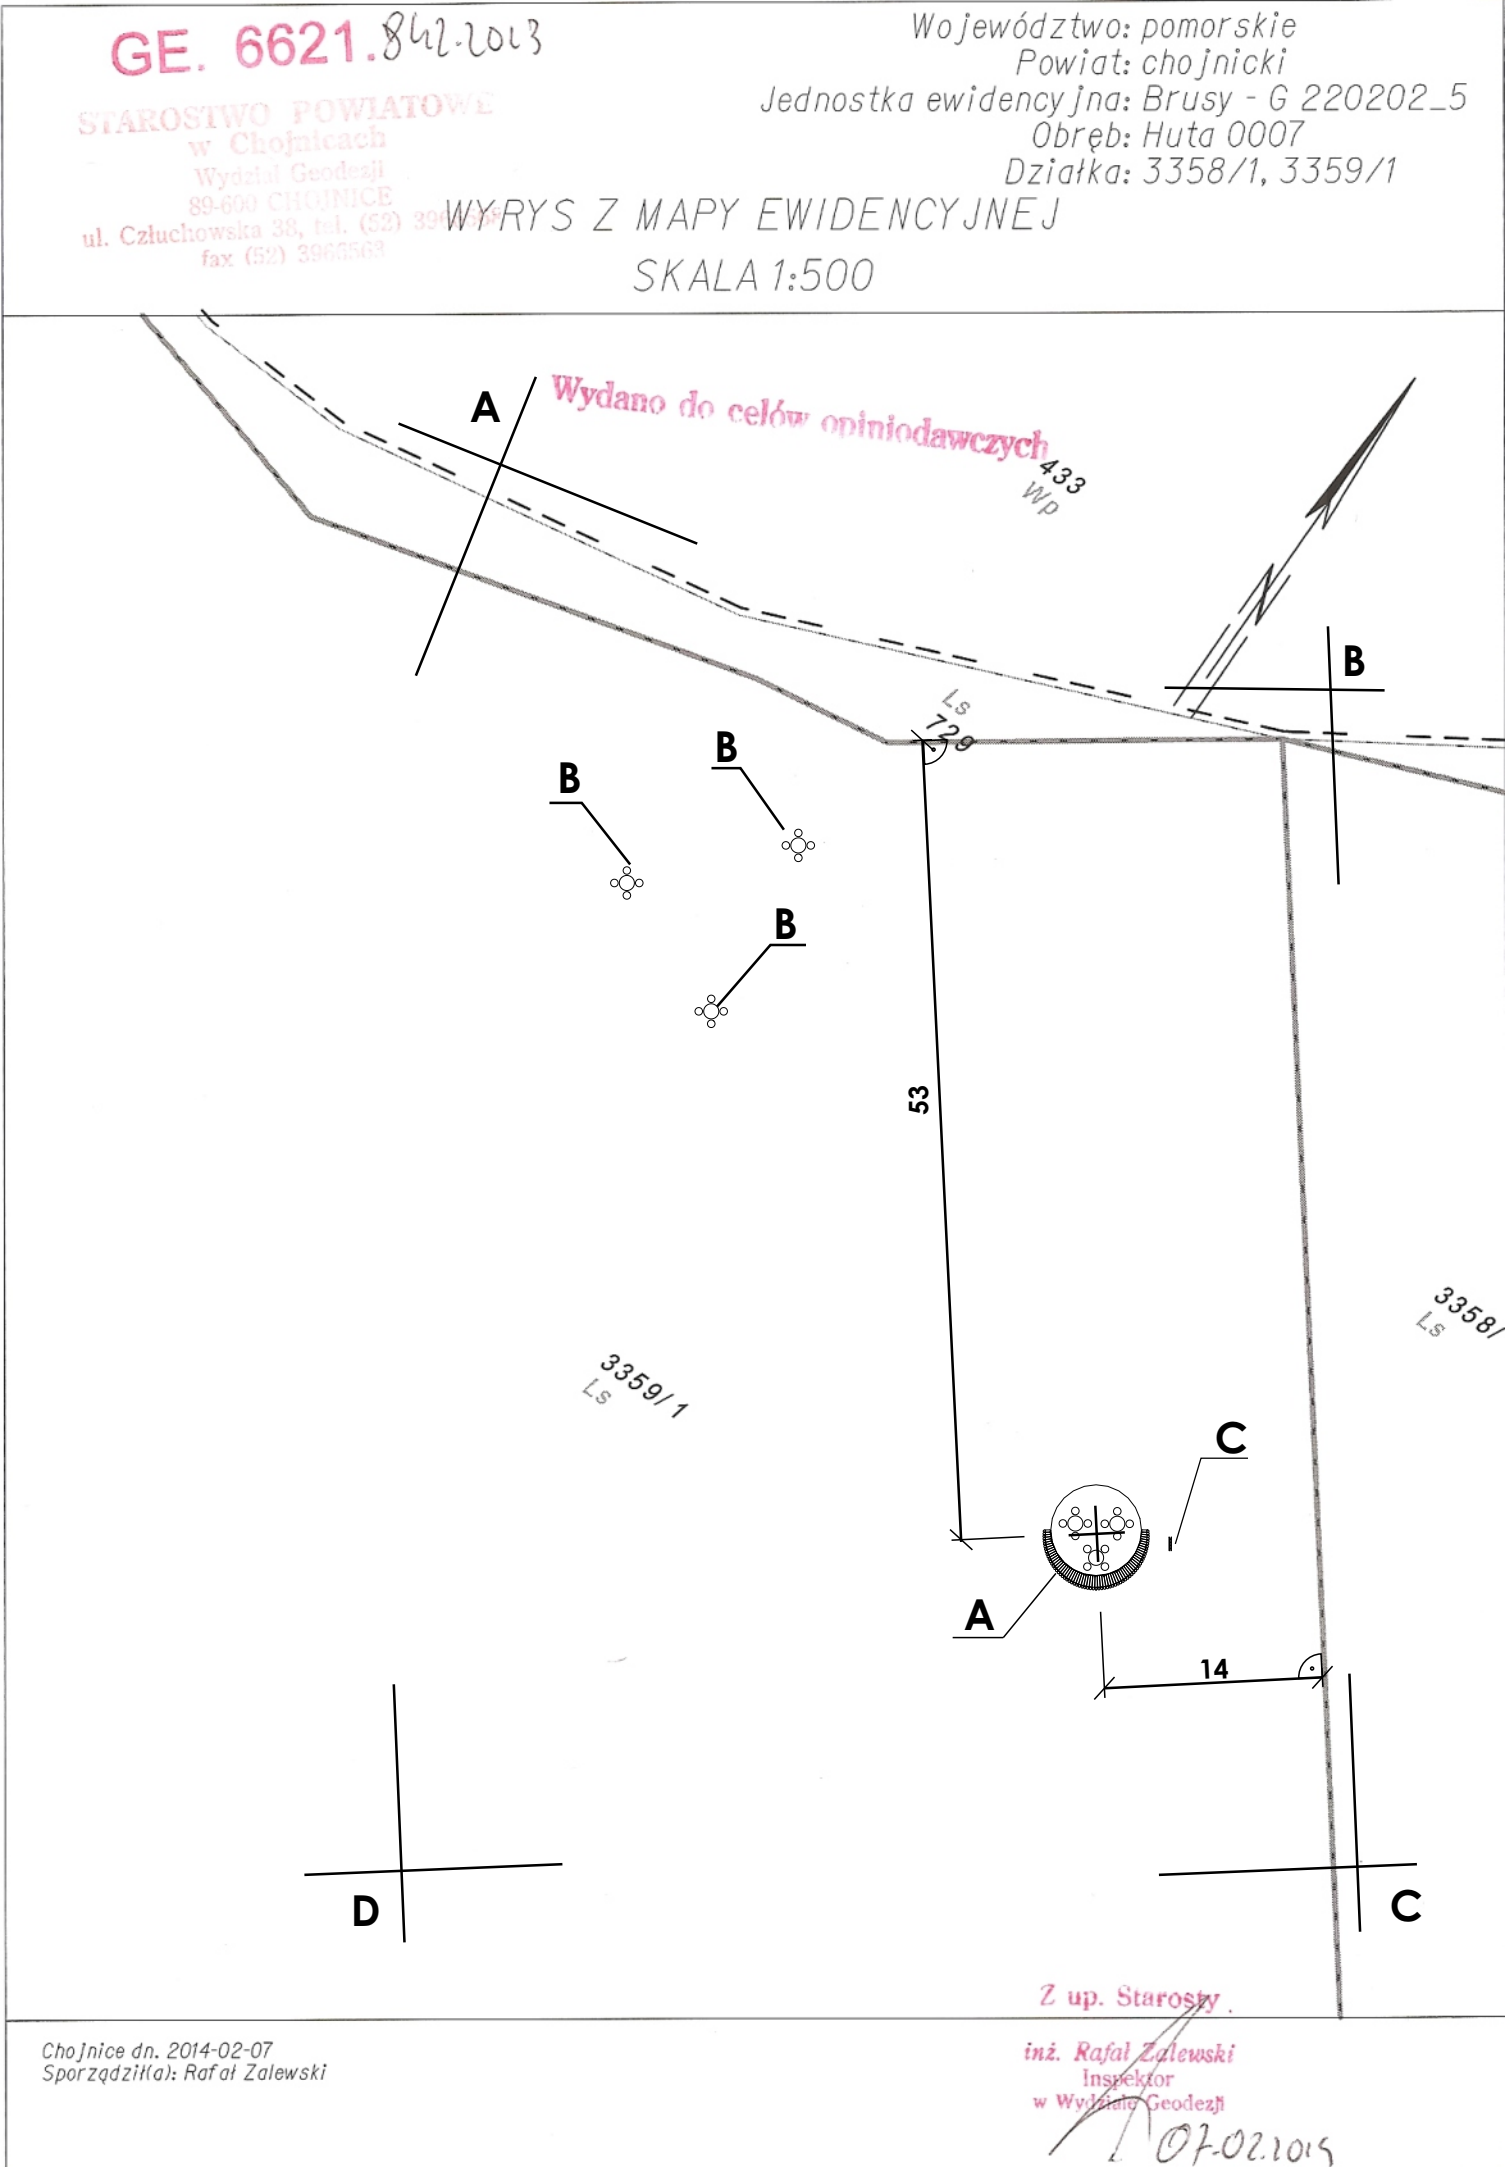 GE. 6621.842.2013
STAROSTWO POWIATOWE
w Chojnicach
Wydział Geodezji
89-600 CHOJNICE
ul. Człuchowska 38, tel. (52)
fax (52) 3966563
Województwo: pomorskie
Powiat: chojnicki
Jednostka ewidencyjna: Brusy - G 220202_5
Obręb: Huta 0007
Działka: 3358/1, 3359/1
WYRYS Z MAPY EWIDENCYJNEJ
SKALA 1:500
A
Wydano do celów opiniodawczych
433
Wp
N
B
Ls
729
B
B
B
53
3358/
Ls
3359/1
Ls
C
A
14
D
C
Z up. Starosty
inż. Rafał Zalewski
Inspektor
w Wydziale Geodezji
07.02.2014
Chojnice dn. 2014-02-07
Sporządził(a): Rafał Zalewski